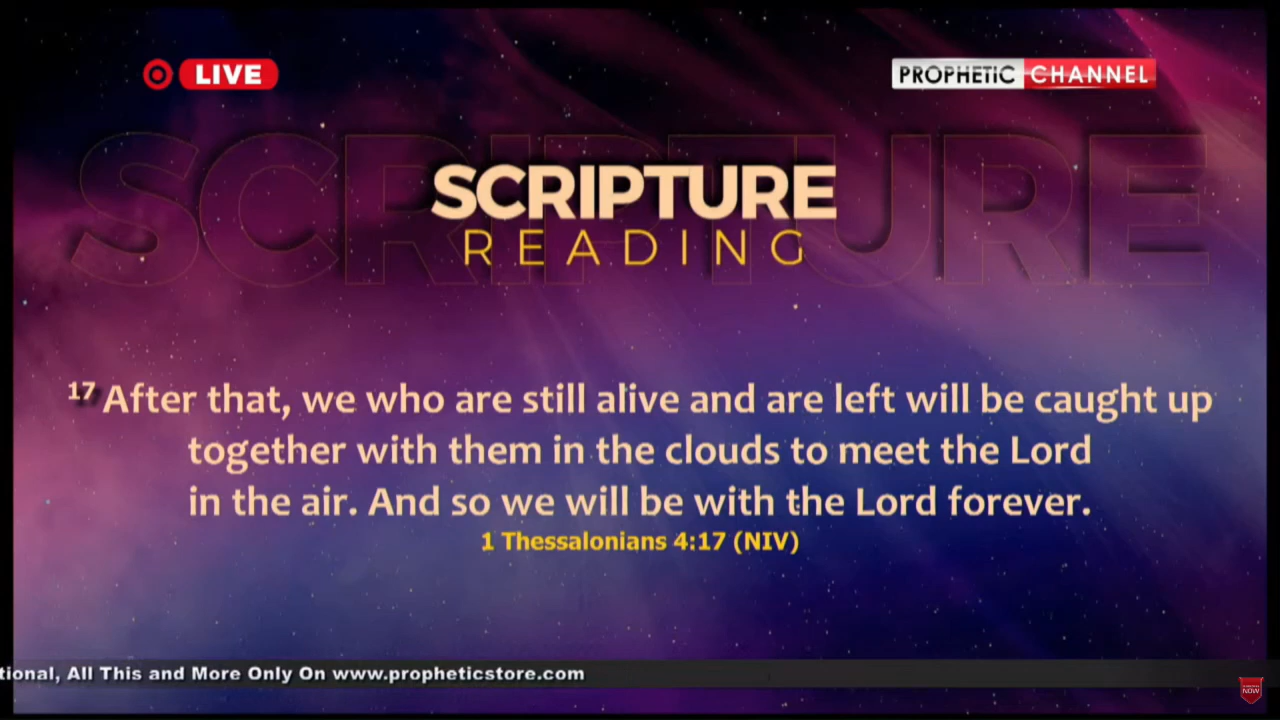 LIVE
PROPHETIC CHANNEL
SCRIPTURE
SCRIPTURE
READING
17 After that, we who are still alive and are left will be caught up
together with them in the clouds to meet the Lord
in the air. And so we will be with the Lord forever.
1 Thessalonians 4:17 (NIV)
tional, All This and More Only On www.propheticstore.com
NOW